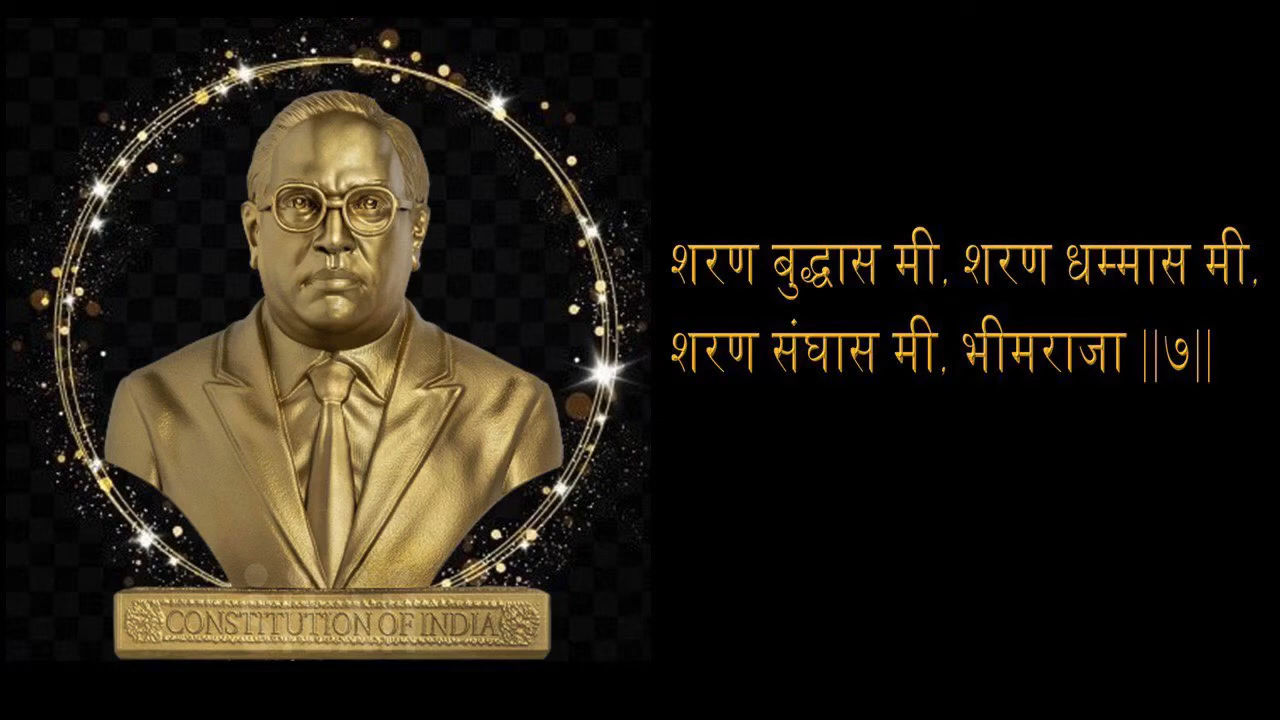 शरण बुद्धास मी, शरण धम्मास मी,
शरण संघास मी, भीमराजा ||७||
CONSTITUTION OF INDIA